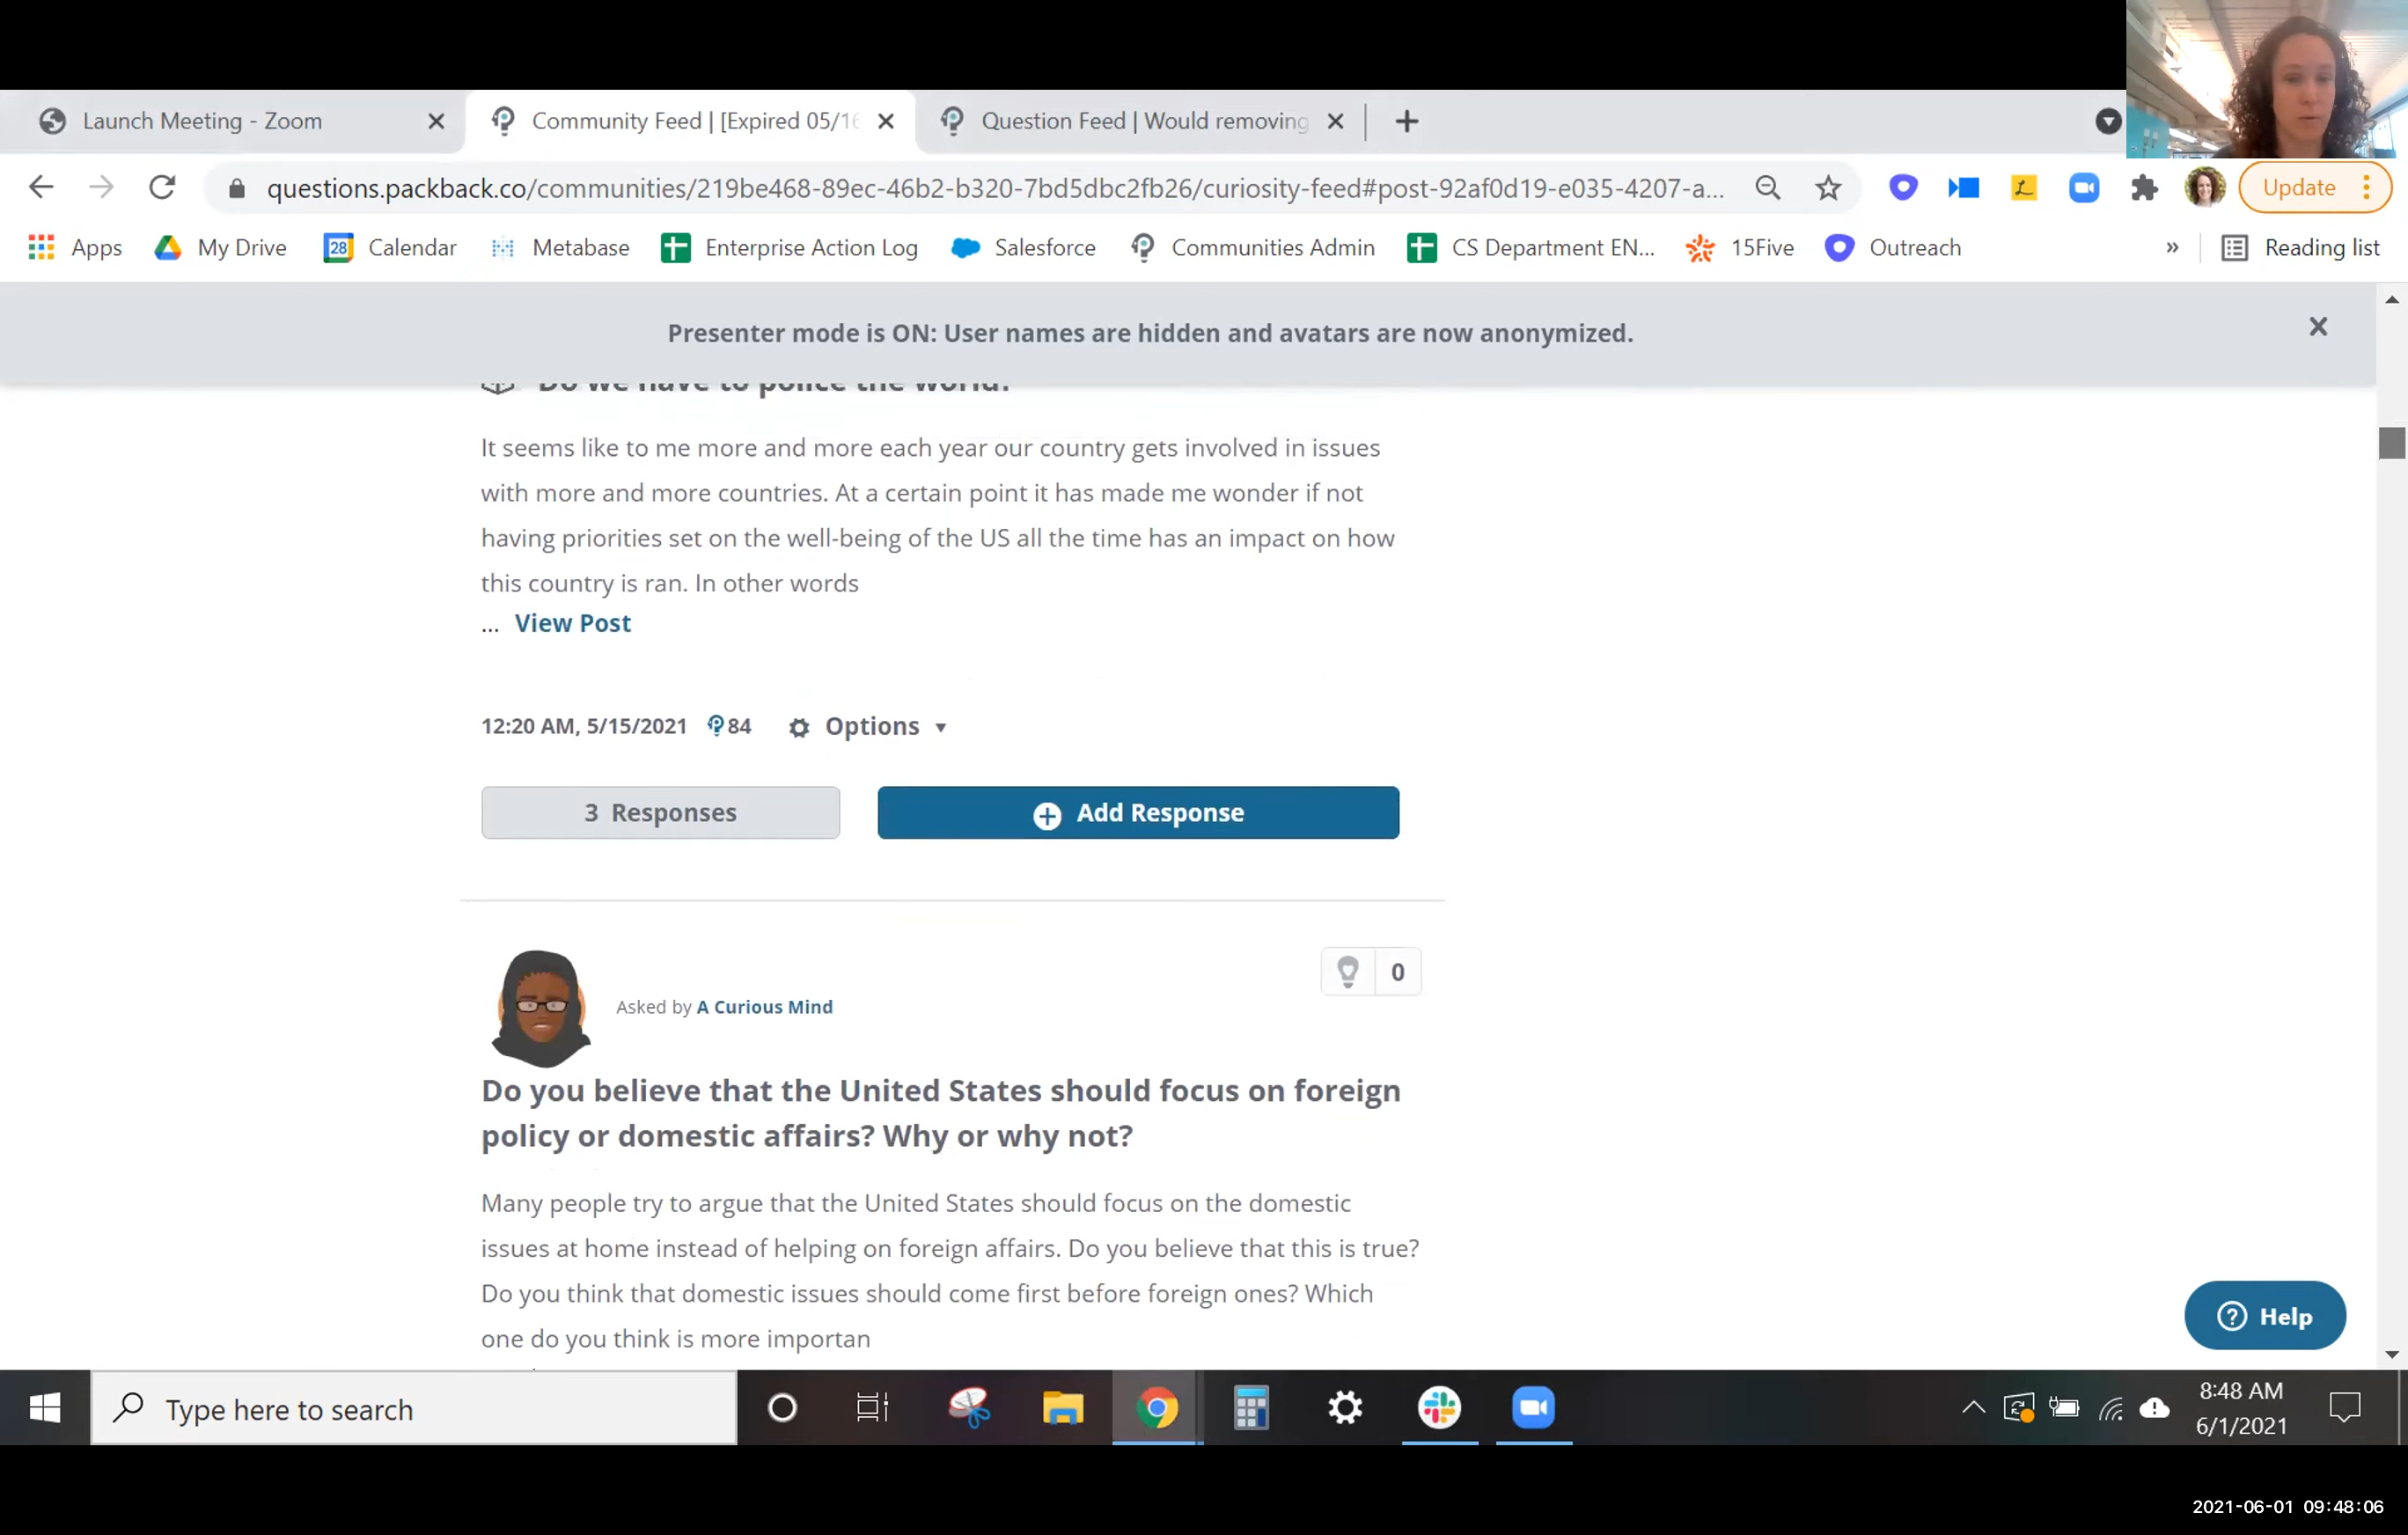 Launch Meeting - Zoom
Community Feed | [Expired 05/16
Question Feed | Would removing
questions.packback.co/communities/219be468-89ec-46b2-b320-7bd5dbc2fb26/curiosity-feed#post-92af0d19-e035-4207-a...
Update
Apps
My Drive
28
Calendar
Metabase
Enterprise Action Log
Salesforce
Communities Admin
CS Department EN...
15Five
Outreach
»
Reading list
Presenter mode is ON: User names are hidden and avatars are now anonymized.
Do we have to police the world?
It seems like to me more and more each year our country gets involved in issues
with more and more countries. At a certain point it has made me wonder if not
having priorities set on the well-being of the US all the time has an impact on how
this country is ran. In other words
... View Post
12:20 AM, 5/15/2021 84 Options
3 Responses
Add Response
0
Asked by A Curious Mind
Do you believe that the United States should focus on foreign
policy or domestic affairs? Why or why not?
Many people try to argue that the United States should focus on the domestic
issues at home instead of helping on foreign affairs. Do you believe that this is true?
Do you think that domestic issues should come first before foreign ones? Which
one do you think is more importan
Help
Type here to search
8:48 AM
6/1/2021
2021-06-01 09:48:06